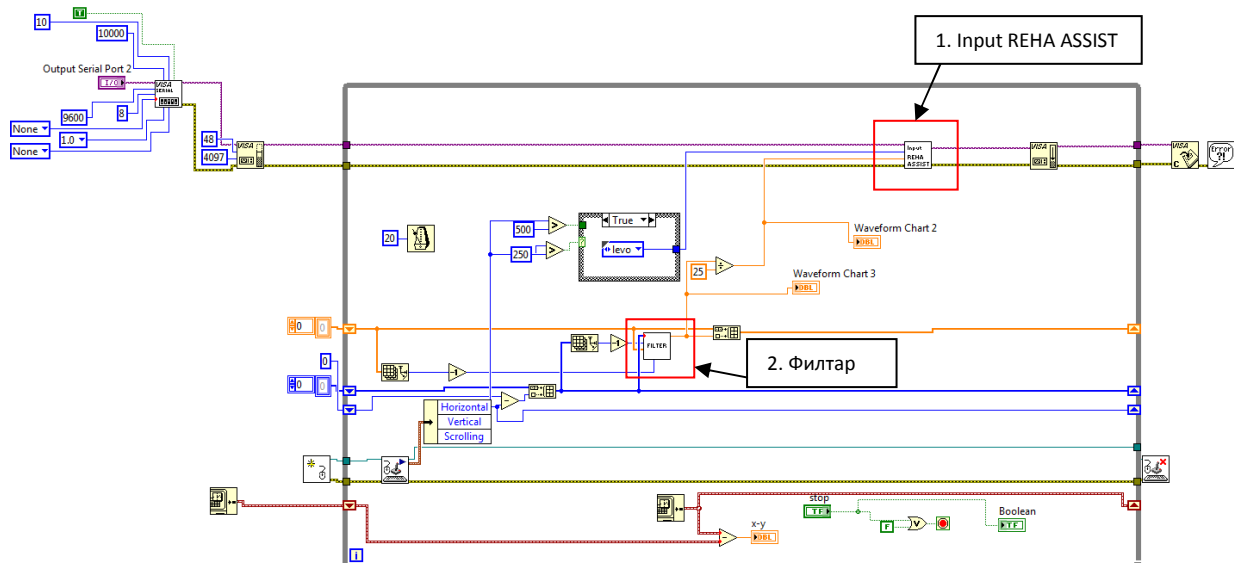 T
10
10000
1. Input REHA ASSIST
Output Serial Port 2
I/O
VISA
SERIAL
9600
8
None
1.0
None
48
4097
VISA
Input
REHA
ASSIST
VISA
VISA
C
Error
?!
True
500
levo
20
250
Waveform Chart 2
DBL
25
Waveform Chart 3
DBL
0 0
FILTER
2. Филтар
0
0 0
Horizontal
Vertical
Scrolling
stop
TF
F
Boolean
TF
x-y
DBL
i